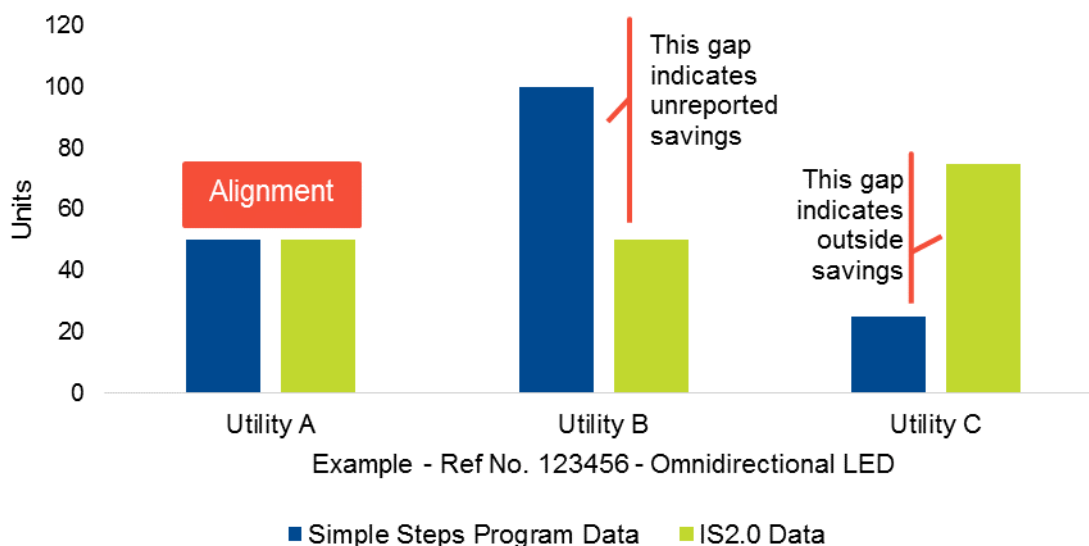 120
100
80
60
40
20
0
Units
Alignment
This gap
indicates
unreported
savings
This gap
indicates
outside
savings
Utility A
Utility B
Utility C
Example - Ref No. 123456 - Omnidirectional LED
Simple Steps Program Data
IS2.0 Data